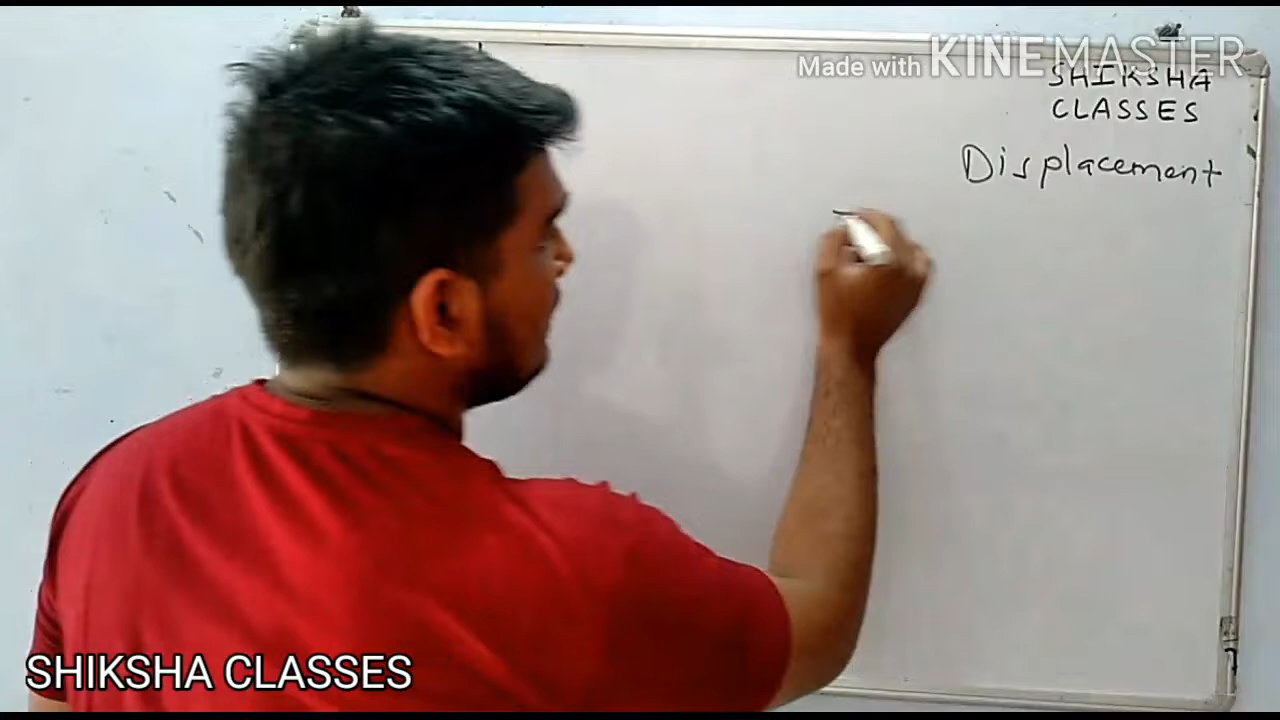 Made with KINEMASTER
SHIKSHA
CLASSES
Displacement
SHIKSHA CLASSES